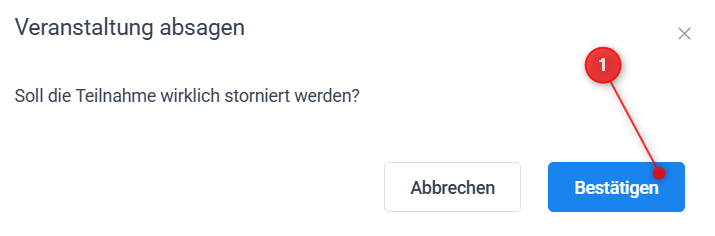 Veranstaltung absagen
1
Soll die Teilnahme wirklich storniert werden?
Abbrechen
Bestätigen